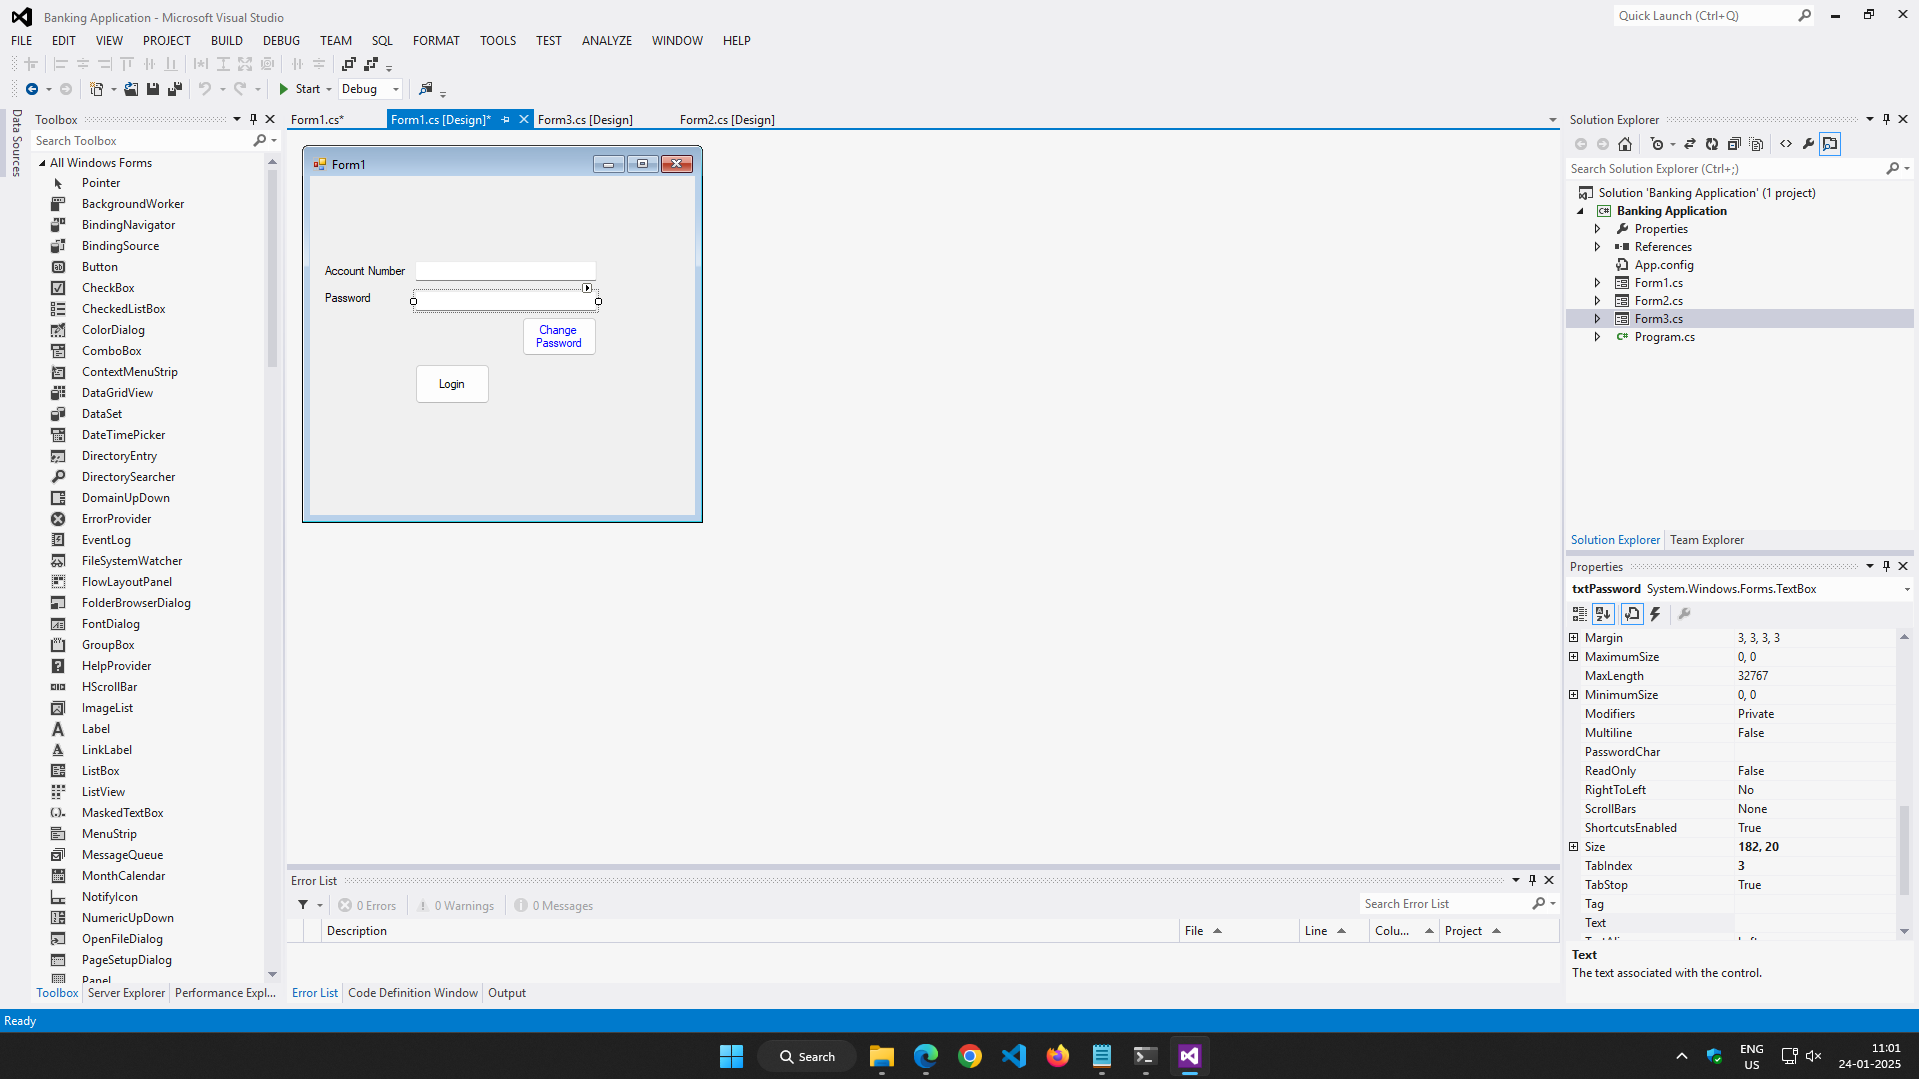 Banking Application - Microsoft Visual Studio
Quick Launch (Ctrl+Q)
FILE EDIT VIEW PROJECT BUILD DEBUG TEAM SQL FORMAT TOOLS TEST ANALYZE WINDOW HELP
Start Debug
Data Sources
Toolbox
Search Toolbox
All Windows Forms
Pointer
BackgroundWorker
BindingNavigator
BindingSource
Button
CheckBox
CheckedListBox
ColorDialog
ComboBox
ContextMenuStrip
DataGridView
DataSet
DateTimePicker
DirectoryEntry
DirectorySearcher
DomainUpDown
ErrorProvider
EventLog
FileSystemWatcher
FlowLayoutPanel
FolderBrowserDialog
FontDialog
GroupBox
HelpProvider
HScrollBar
ImageList
Label
LinkLabel
ListBox
ListView
MaskedTextBox
MenuStrip
MessageQueue
MonthCalendar
NotifyIcon
NumericUpDown
OpenFileDialog
PageSetupDialog
Panel
Toolbox Server Explorer Performance Expl...
Form1.cs* Form1.cs [Design]* Form3.cs [Design] Form2.cs [Design]
Form1
Account Number
Password
Change
Password
Login
Error List
0 Errors 0 Warnings 0 Messages
Search Error List
Description File Line Colu... Project
Error List Code Definition Window Output
Solution Explorer
Search Solution Explorer (Ctrl+;)
Solution 'Banking Application' (1 project)
C# Banking Application
Properties
References
App.config
Form1.cs
Form2.cs
Form3.cs
C# Program.cs
Solution Explorer Team Explorer
Properties
txtPassword System.Windows.Forms.TextBox
Margin 3, 3, 3, 3
MaximumSize 0, 0
MaxLength 32767
MinimumSize 0, 0
Modifiers Private
Multiline False
PasswordChar
ReadOnly False
RightToLeft No
ScrollBars None
ShortcutsEnabled True
Size 182, 20
TabIndex 3
TabStop True
Tag
Text
Text
The text associated with the control.
Ready
Search
ENG
US
11:01
24-01-2025